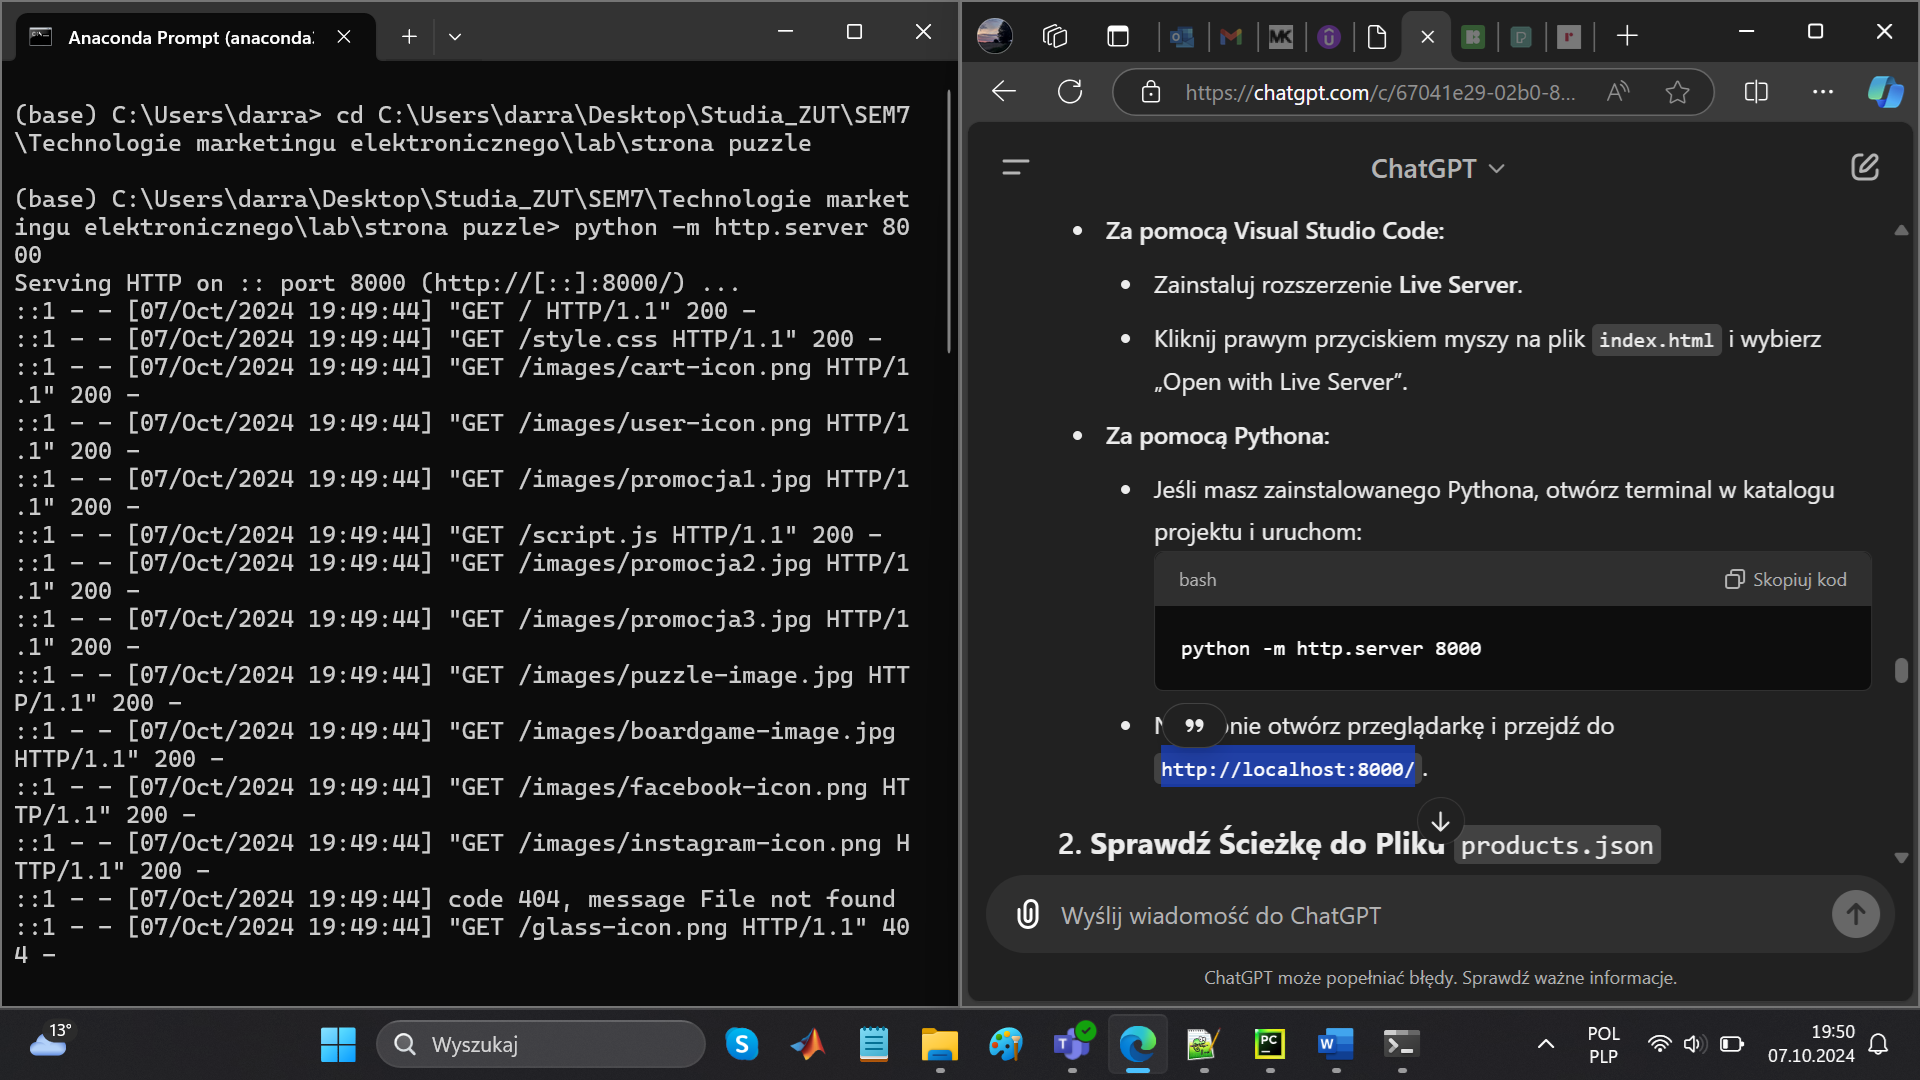 Anaconda Prompt (anaconda
(base) C:\Users\darra> cd C:\Users\darra\Desktop\Studia_ZUT\SEM7
\Technologie marketingu elektronicznego\lab\strona puzzle
(base) C:\Users\darra\Desktop\Studia_ZUT\SEM7\Technologie market
ingu elektronicznego\lab\strona puzzle> python -m http.server 80
00
Serving HTTP on :: port 8000 (http://[::]:8000/) ...
::1 - - [07/Oct/2024 19:49:44] "GET / HTTP/1.1" 200 -
::1 - - [07/Oct/2024 19:49:44] "GET /style.css HTTP/1.1" 200 -
::1 - - [07/Oct/2024 19:49:44] "GET /images/cart-icon.png HTTP/1
.1" 200 -
::1 - - [07/Oct/2024 19:49:44] "GET /images/user-icon.png HTTP/1
.1" 200 -
::1 - - [07/Oct/2024 19:49:44] "GET /images/promocja1.jpg HTTP/1
.1" 200 -
::1 - - [07/Oct/2024 19:49:44] "GET /script.js HTTP/1.1" 200 -
::1 - - [07/Oct/2024 19:49:44] "GET /images/promocja2.jpg HTTP/1
.1" 200 -
::1 - - [07/Oct/2024 19:49:44] "GET /images/promocja3.jpg HTTP/1
.1" 200 -
::1 - - [07/Oct/2024 19:49:44] "GET /images/puzzle-image.jpg HTT
P/1.1" 200 -
::1 - - [07/Oct/2024 19:49:44] "GET /images/boardgame-image.jpg
HTTP/1.1" 200 -
::1 - - [07/Oct/2024 19:49:44] "GET /images/facebook-icon.png HT
TP/1.1" 200 -
::1 - - [07/Oct/2024 19:49:44] "GET /images/instagram-icon.png H
TTP/1.1" 200 -
::1 - - [07/Oct/2024 19:49:44] code 404, message File not found
::1 - - [07/Oct/2024 19:49:44] "GET /glass-icon.png HTTP/1.1" 40
4 -
https://chatgpt.com/c/67041e29-02b0-8...
ChatGPT
Za pomocą Visual Studio Code:
Zainstaluj rozszerzenie Live Server.
Kliknij prawym przyciskiem myszy na plik index.html i wybierz
„Open with Live Server”.
Za pomocą Pythona:
Jeśli masz zainstalowanego Pythona, otwórz terminal w katalogu
projektu i uruchom:
bash
Skopiuj kod
python -m http.server 8000
otwórz przeglądarkę i przejdź do
http://localhost:8000/.
2. Sprawdź Ścieżkę do Pliku products.json
Wyślij wiadomość do ChatGPT
ChatGPT może popełniać błędy. Sprawdź ważne informacje.
13°
Wyszukaj
POL
PLP
19:50
07.10.2024